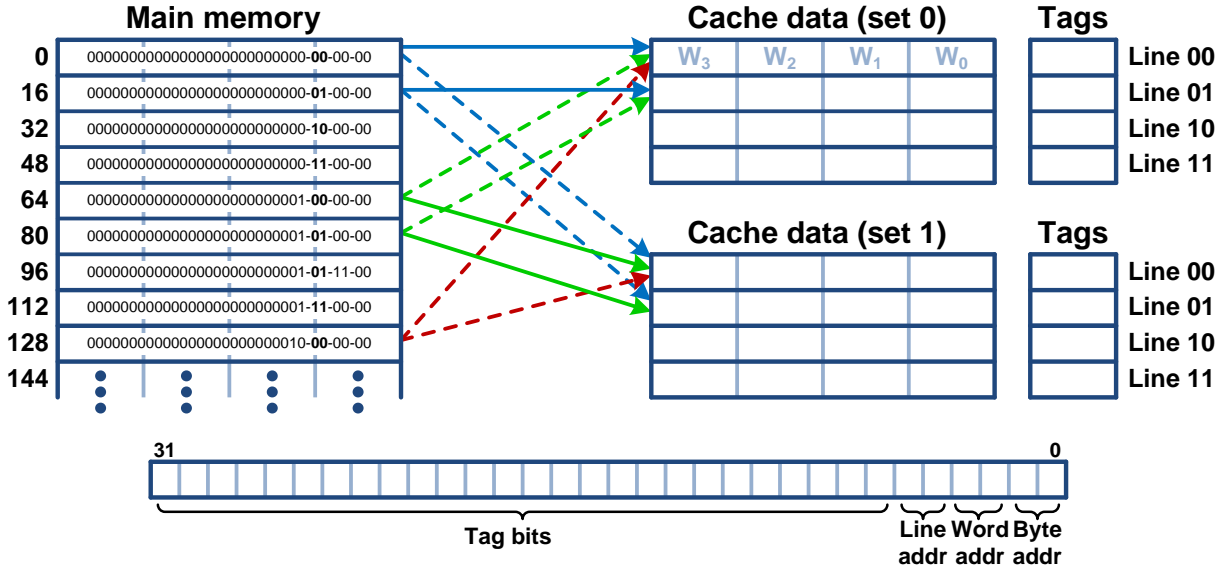 Main memory
Cache data (set 0)
Tags
0 00000000000000000000000000-00-00-00
W3 W2 W1 W0
Line 00
16 00000000000000000000000000-01-00-00
Line 01
32 00000000000000000000000000-10-00-00
Line 10
48 00000000000000000000000000-11-00-00
Line 11
64 00000000000000000000000001-00-00-00
80 00000000000000000000000001-01-00-00
Cache data (set 1)
Tags
96 00000000000000000000000001-01-11-00
Line 00
112 00000000000000000000000001-11-00-00
Line 01
128 00000000000000000000000010-00-00-00
Line 10
144
Line 11
31 0
Tag bits
Line addr
Word addr
Byte addr